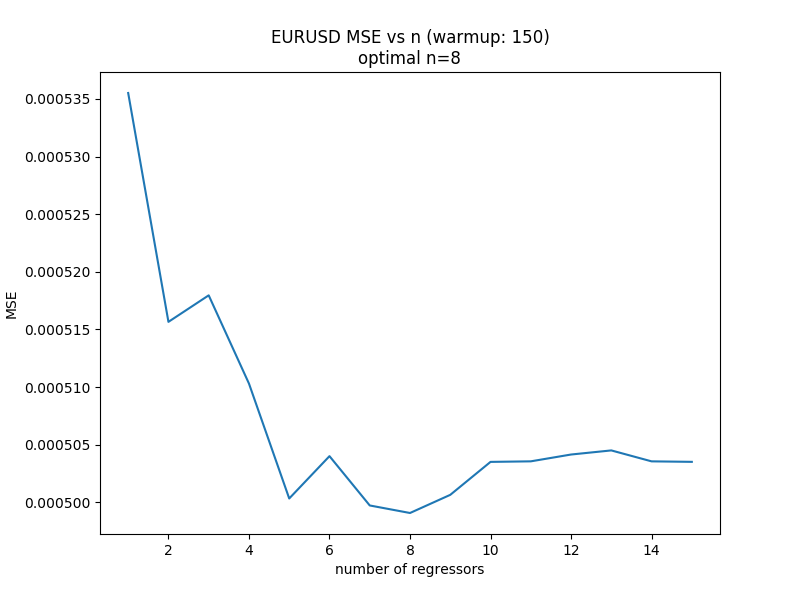 EURUSD MSE vs n (warmup: 150)
optimal n=8
MSE
0.000535
0.000530
0.000525
0.000520
0.000515
0.000510
0.000505
0.000500
2 4 6 8 10 12 14
number of regressors